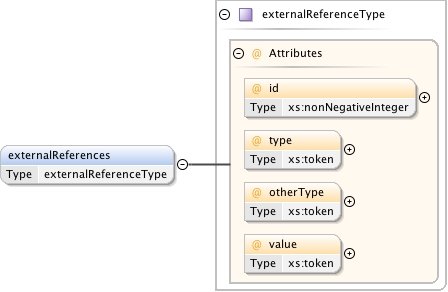 externalReferenceType
@ Attributes
@ id
Type xs:nonNegativeInteger
@ type
Type xs:token
externalReferences
Type externalReferenceType
@ otherType
Type xs:token
@ value
Type xs:token